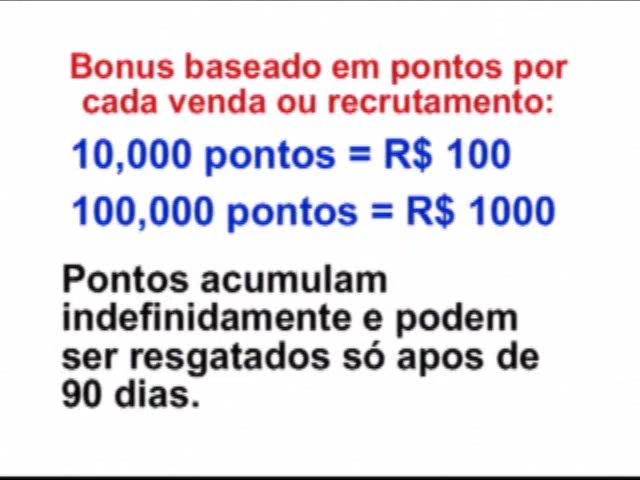 Bonus baseado em pontos por
cada venda ou recrutamento:
10,000 pontos = R$ 100
100,000 pontos = R$ 1000
Pontos acumulam
indefinidamente e podem
ser resgatados só apos de
90 dias.